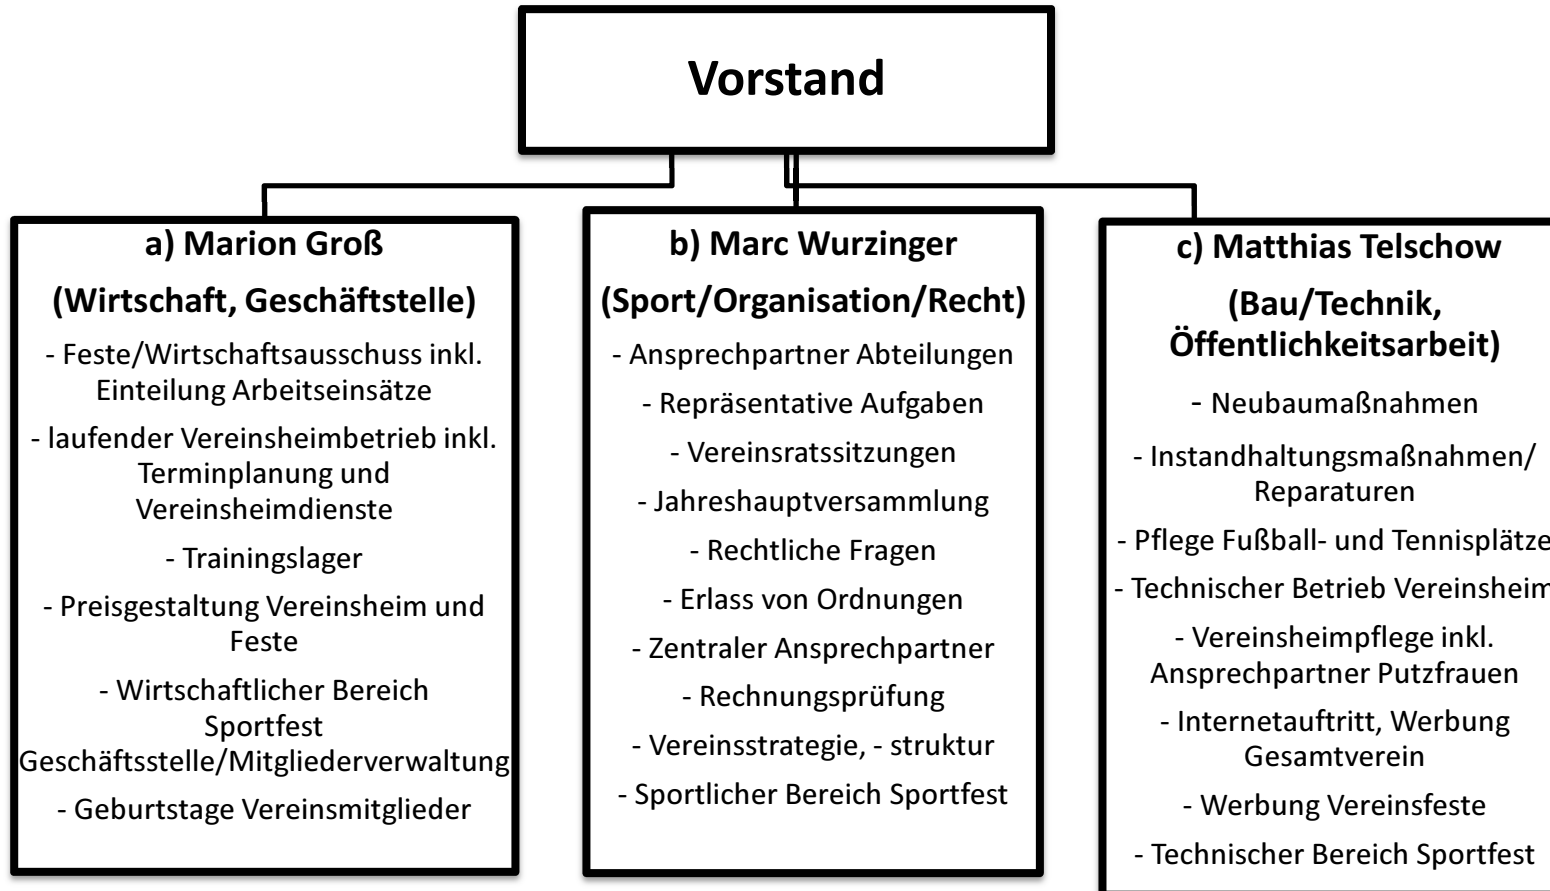 Vorstand
a) Marion Groß
(Wirtschaft, Geschäftstelle)
- Feste/Wirtschaftsausschuss inkl.
Einteilung Arbeitseinsätze
- laufender Vereinsheimbetrieb inkl.
Terminplanung und
Vereinsheimdienste
- Trainingslager
- Preisgestaltung Vereinsheim und
Feste
- Wirtschaftlicher Bereich
Sportfest
Geschäftsstelle/Mitgliederverwaltung
- Geburtstage Vereinsmitglieder
b) Marc Wurzinger
(Sport/Organisation/Recht)
- Ansprechpartner Abteilungen
- Repräsentative Aufgaben
- Vereinsratssitzungen
- Jahreshauptversammlung
- Rechtliche Fragen
- Erlass von Ordnungen
- Zentraler Ansprechpartner
- Rechnungsprüfung
- Vereinsstrategie, - struktur
- Sportlicher Bereich Sportfest
c) Matthias Telschow
(Bau/Technik,
Öffentlichkeitsarbeit)
- Neubaumaßnahmen
- Instandhaltungsmaßnahmen/
Reparaturen
- Pflege Fußball- und Tennisplätze
- Technischer Betrieb Vereinsheim
- Vereinsheimpflege inkl.
Ansprechpartner Putzfrauen
- Internetauftritt, Werbung
Gesamtverein
- Werbung Vereinsfeste
- Technischer Bereich Sportfest